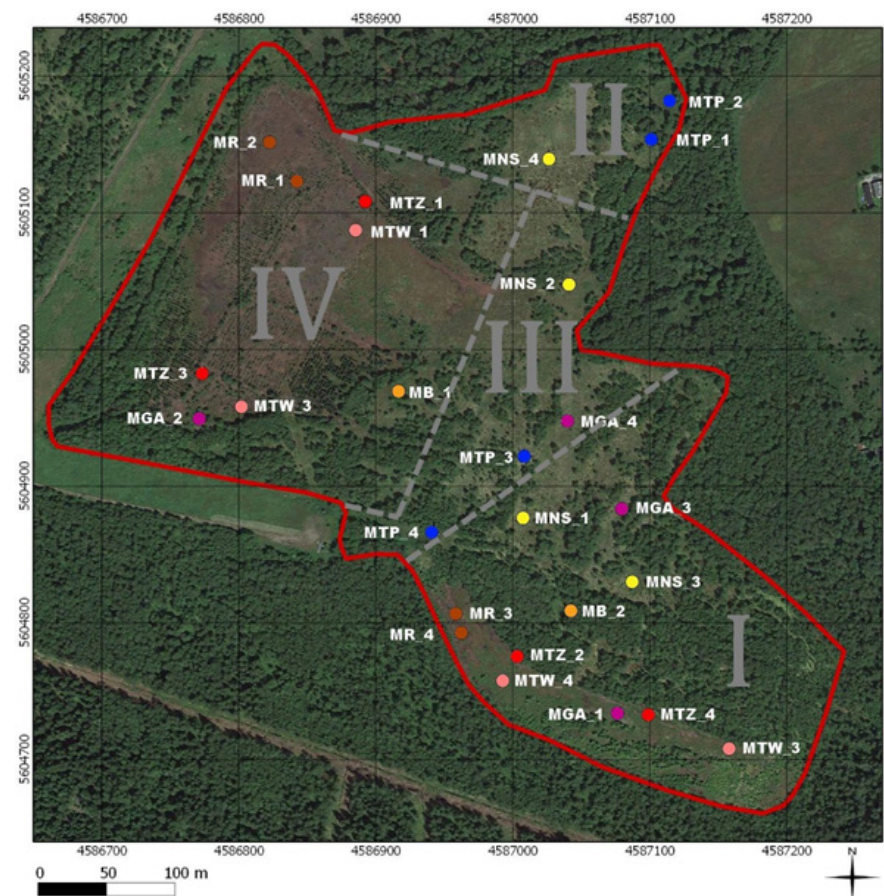 4586700 4586800 4586900 4587000 4587100 4587200
5605200
II
MTP_2
MR_2
MTP_1
MNS_4
MR_1
MTZ_1
5605100
MTW_1
IV
MNS_2
III
5605000
MTZ_3
MB_1
MTW_3
MGA_2
MGA_4
MTP_3
5604900
MGA_3
MNS_1
MTP_4
MNS_3
MR_3
MB_2
5604800
MR_4
I
MTZ_2
MTW_4
MGA_1
MTZ_4
MTW_3
5604700
4586700 4586800 4586900 4587000 4587100 4587200
N
0 50 100 m